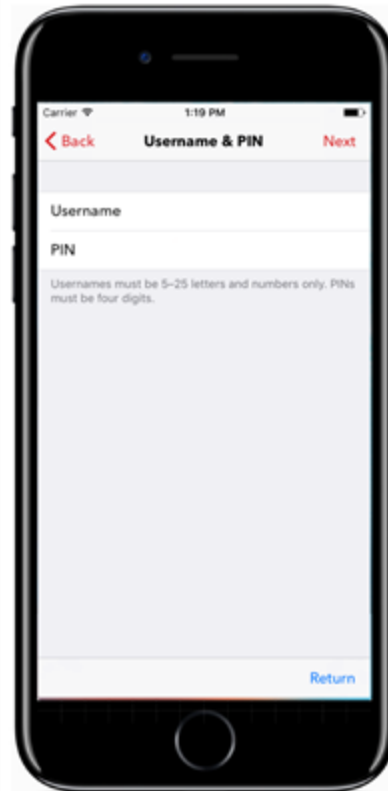 Carrier 1:19 PM
Back Username & PIN Next
Username
PIN
Usernames must be 5-25 letters and numbers only. PINs
must be four digits.
Return